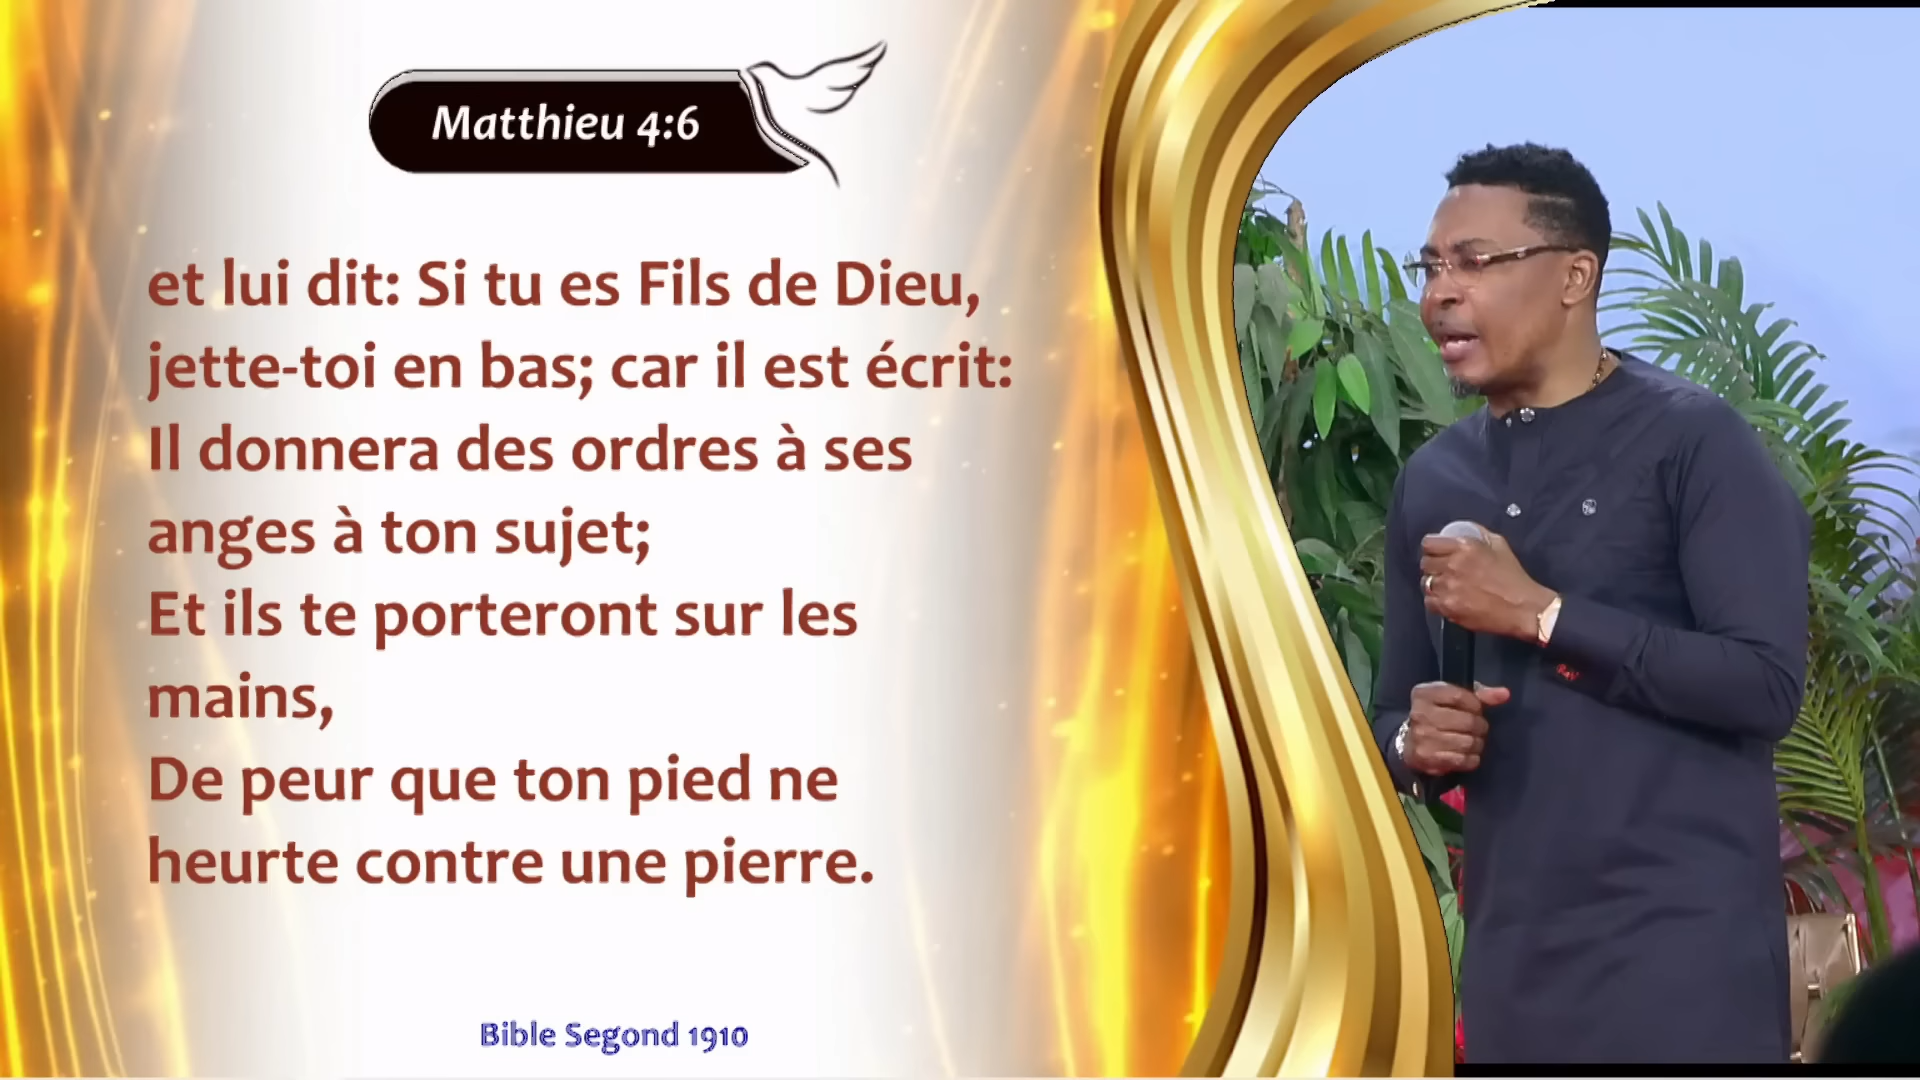 Matthieu 4:6
et lui dit: Si tu es Fils de Dieu,
jette-toi en bas; car il est écrit:
Il donnera des ordres à ses
anges à ton sujet;
Et ils te porteront sur les
mains,
De peur que ton pied ne
heurte contre une pierre.
Bible Segond 1910